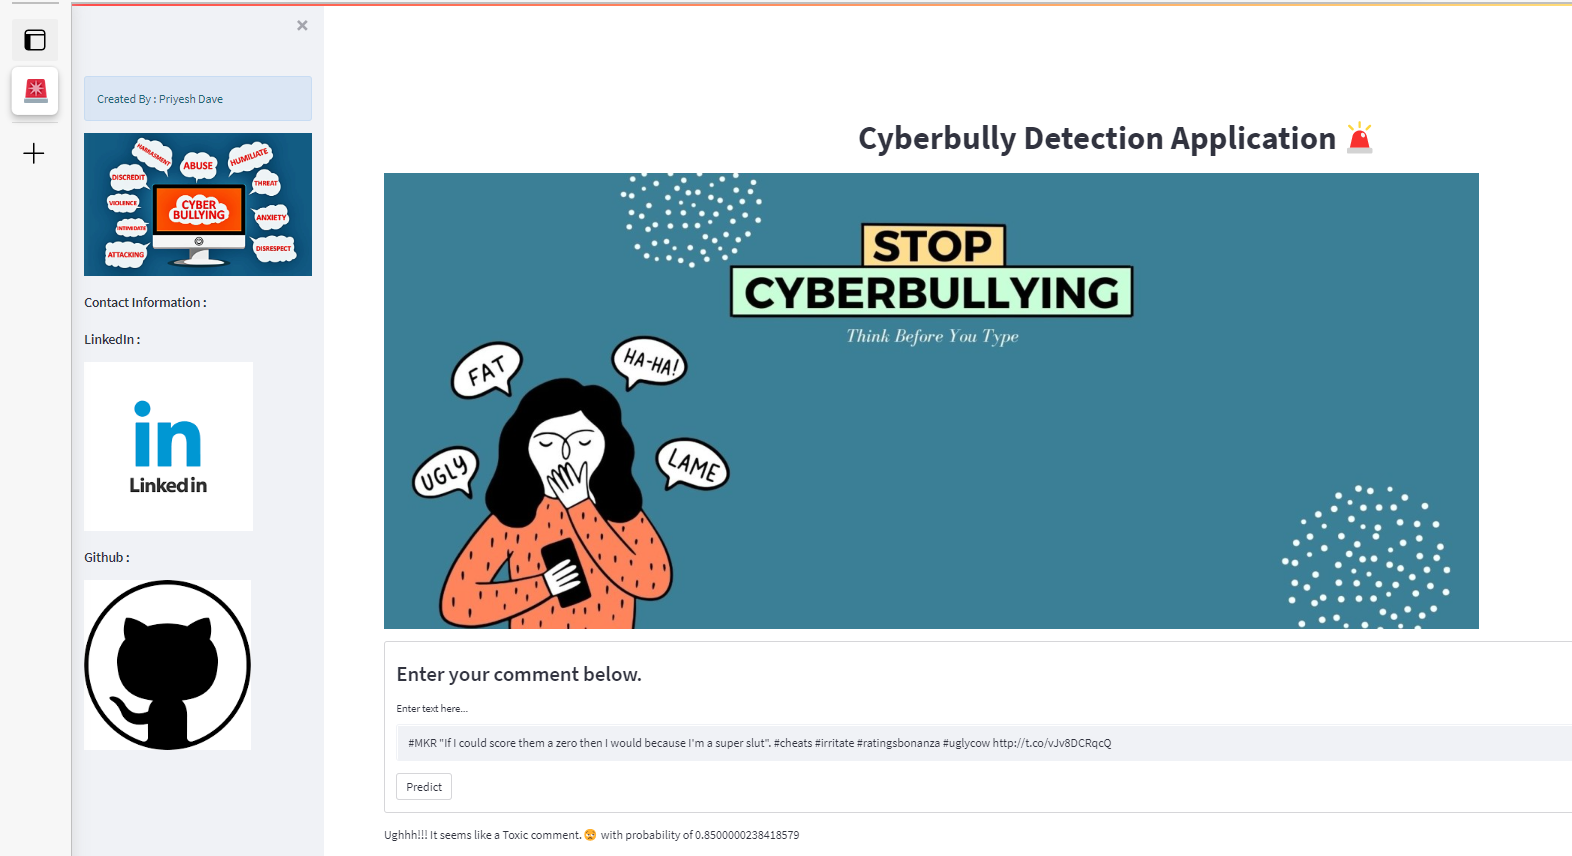 ×
Created By : Priyesh Dave
HARRASMENT
ABUSE
HUMILIATE
DISCREDIT
THREAT
VIOLENCE
CYBER
BULLYING
ANXIETY
INTIMIDATE
DISRESPECT
ATTACKING
Contact Information :
LinkedIn :
in
Linked in
Github :
Cyberbully Detection Application
STOP
CYBERBULLYING
Think Before You Type
FAT
HA-HA!
UGLY
LAME
Enter your comment below.
Enter text here...
#MKR "If I could score them a zero then I would because I'm a super slut". #cheats #irritate #ratingsbonanza #uglycow http://t.co/vJv8DCRqcQ
Predict
Ughhh!!! It seems like a Toxic comment. 😪 with probability of 0.8500000238418579